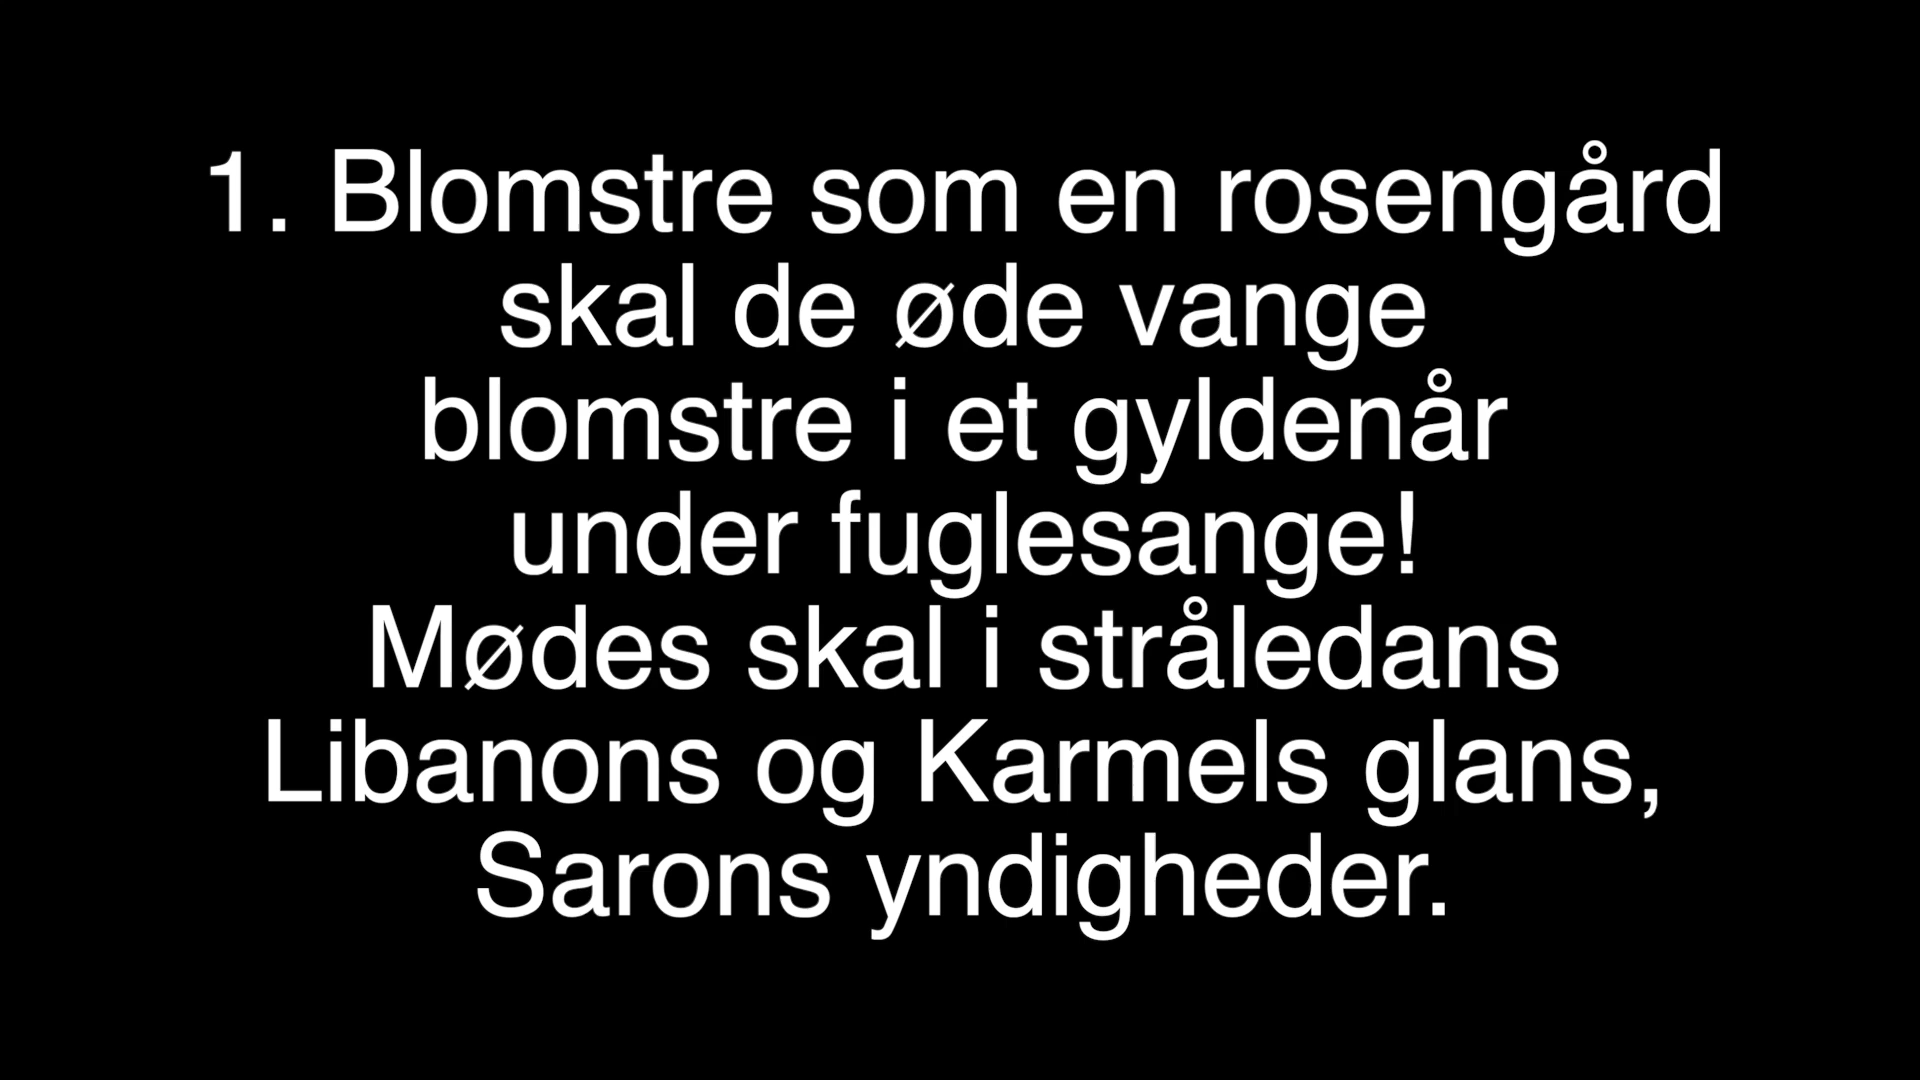 1. Blomstre som en rosengård
skal de øde vange
blomstre i et gyldenår
under fuglesange!
Mødes skal i stråledans
Libanons og Karmels glans,
Sarons yndigheder.